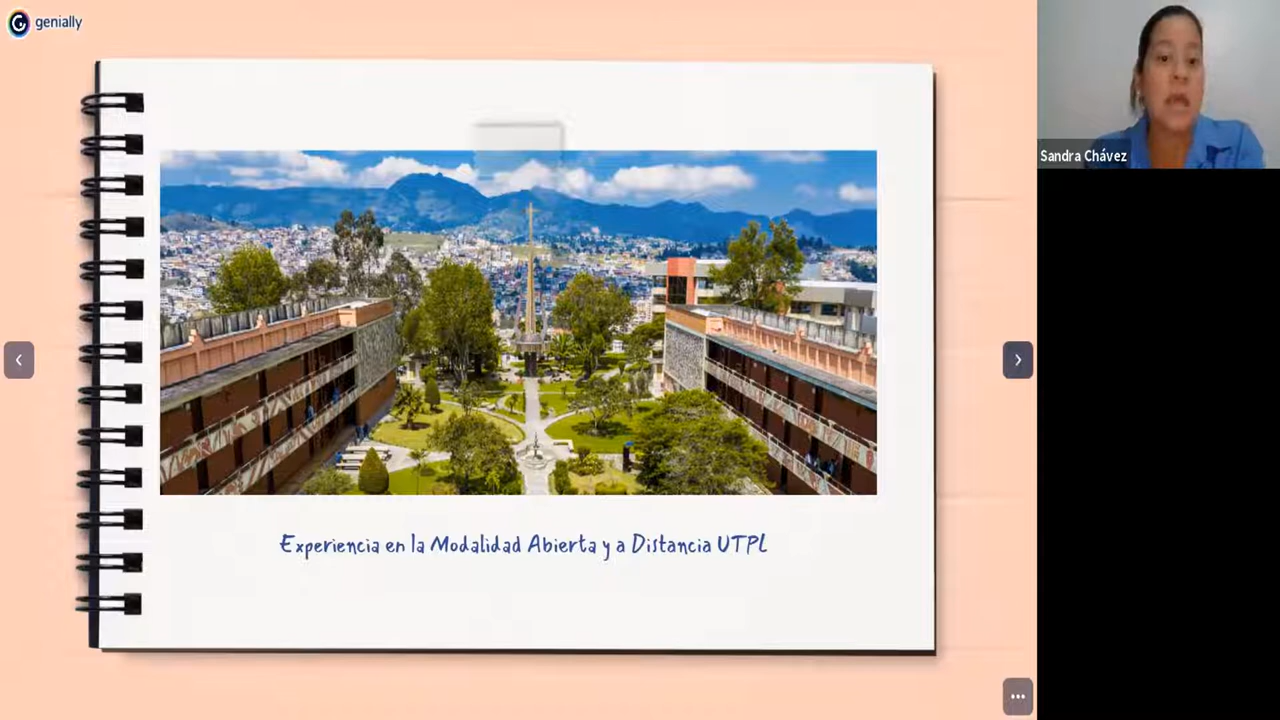 genially
Sandra Chávez
Experiencia en la Modalidad Abierta y a Distancia UTPL